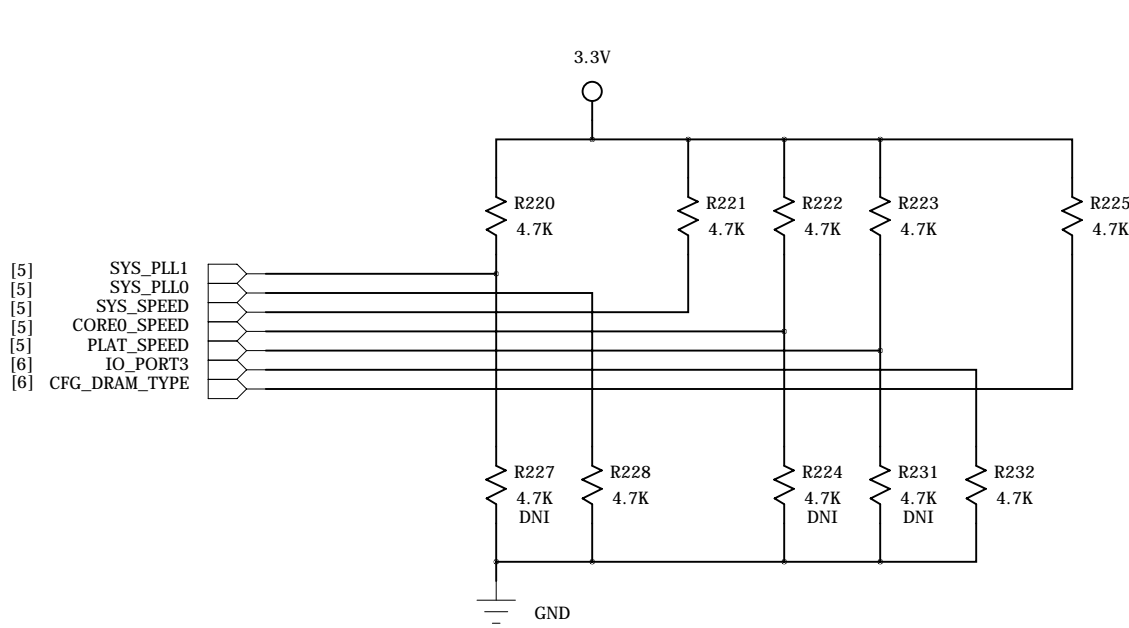 3.3V
R220
4.7K
R221
4.7K
R222
4.7K
R223
4.7K
R225
4.7K
[5] SYS_PLL1
[5] SYS_PLL0
[5] SYS_SPEED
[5] CORE0_SPEED
[5] PLAT_SPEED
[6] IO_PORT3
[6] CFG_DRAM_TYPE
R227
4.7K
DNI
R228
4.7K
R224
4.7K
DNI
R231
4.7K
DNI
R232
4.7K
GND